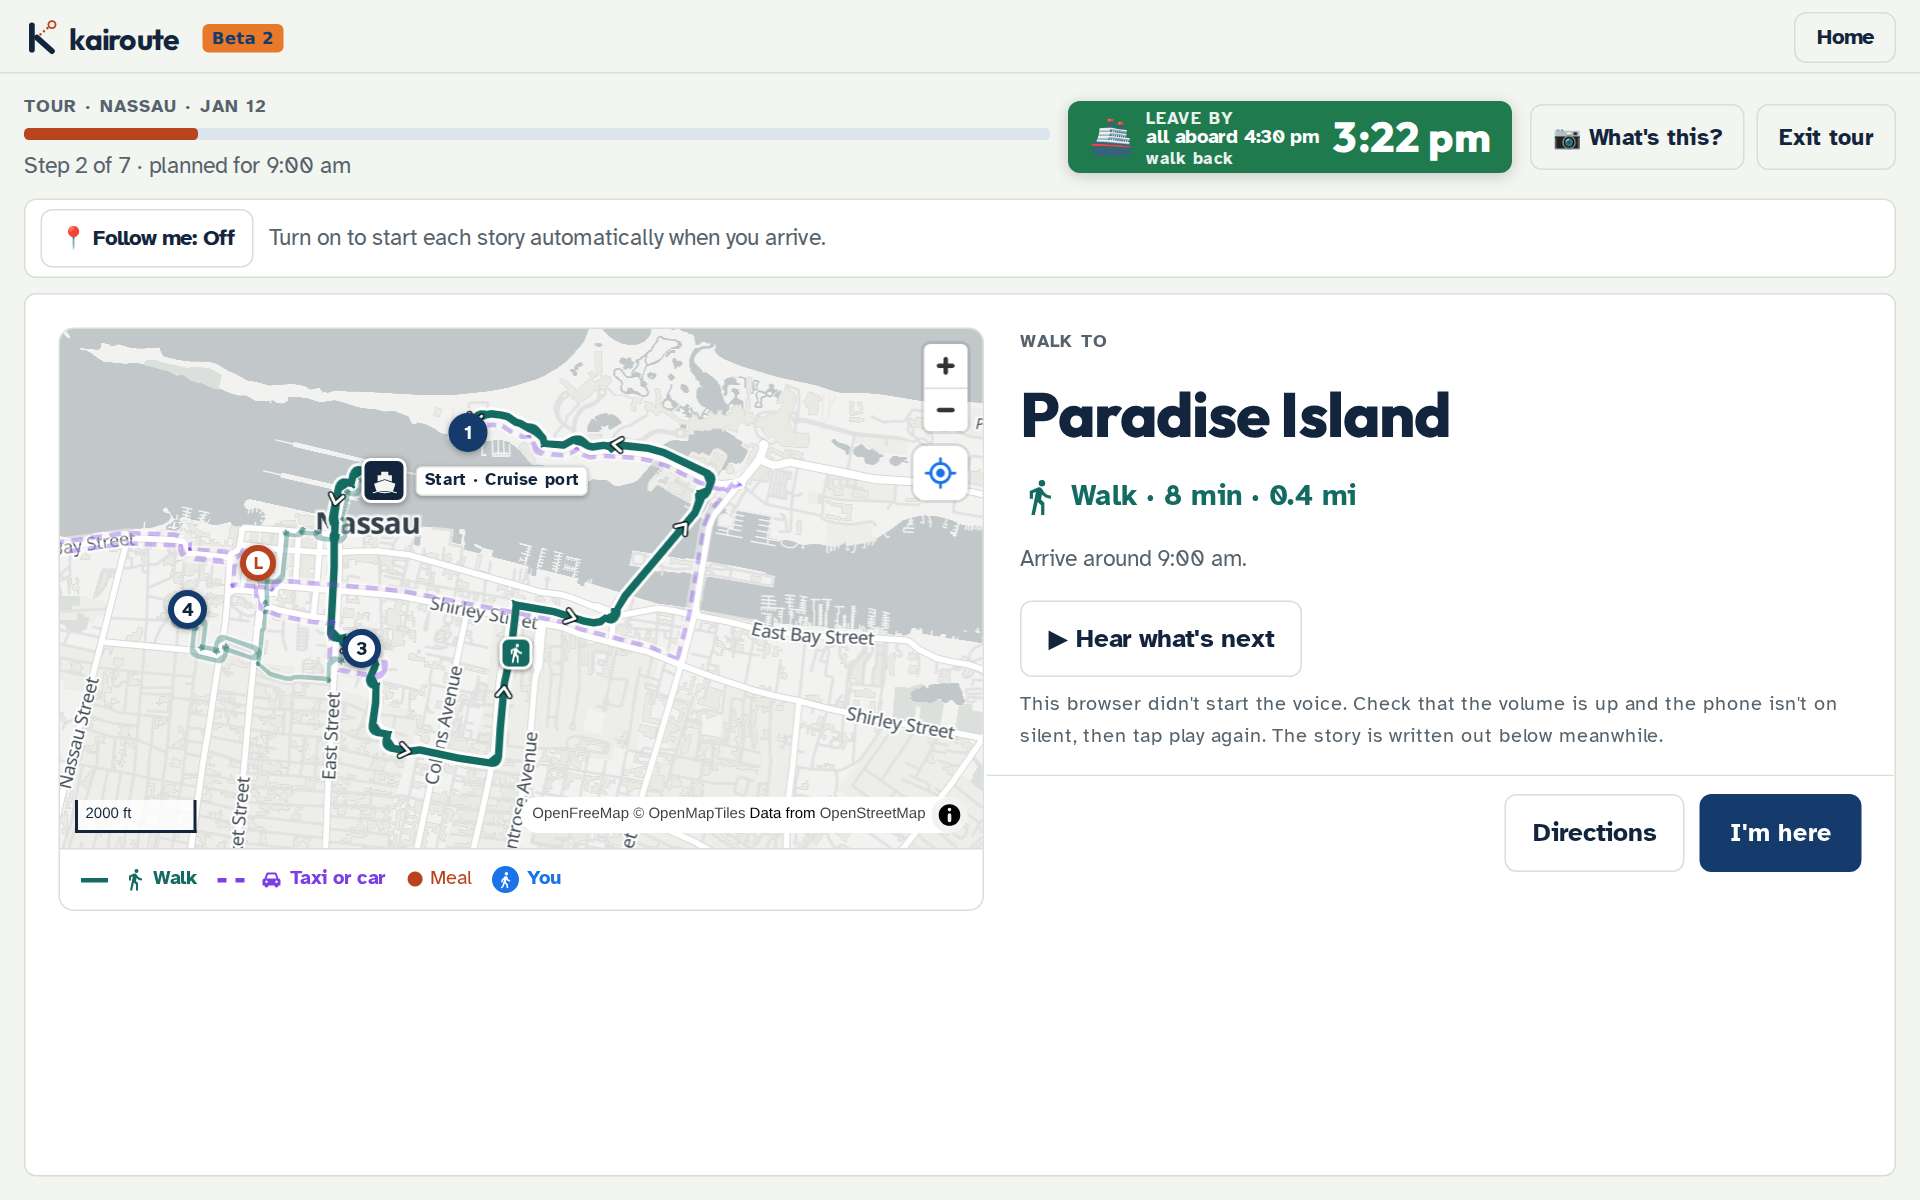 kairoute
Beta 2
Home
TOUR · NASSAU · JAN 12
Step 2 of 7 · planned for 9:00 am
LEAVE BY
all aboard 4:30 pm
walk back
3:22 pm
What's this?
Exit tour
Follow me: Off
Turn on to start each story automatically when you arrive.
1
Start · Cruise port
Nassau
Bay Street
L
4
3
Shirley Street
East Bay Street
Shirley Street
Nassau Street
East Street
Collins Avenue
2000 ft
OpenFreeMap © OpenMapTiles Data from OpenStreetMap
Walk
Taxi or car
Meal
You
WALK TO
Paradise Island
Walk · 8 min · 0.4 mi
Arrive around 9:00 am.
▶ Hear what's next
This browser didn't start the voice. Check that the volume is up and the phone isn't on
silent, then tap play again. The story is written out below meanwhile.
Directions
I'm here